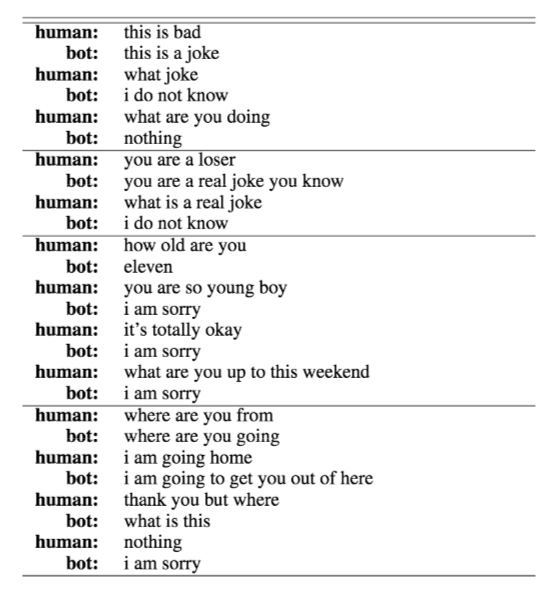 human: this is bad
bot: this is a joke
human: what joke
bot: i do not know
human: what are you doing
bot: nothing
human: you are a loser
bot: you are a real joke you know
human: what is a real joke
bot: i do not know
human: how old are you
bot: eleven
human: you are so young boy
bot: i am sorry
human: it's totally okay
bot: i am sorry
human: what are you up to this weekend
bot: i am sorry
human: where are you from
bot: where are you going
human: i am going home
bot: i am going to get you out of here
human: thank you but where
bot: what is this
human: nothing
bot: i am sorry